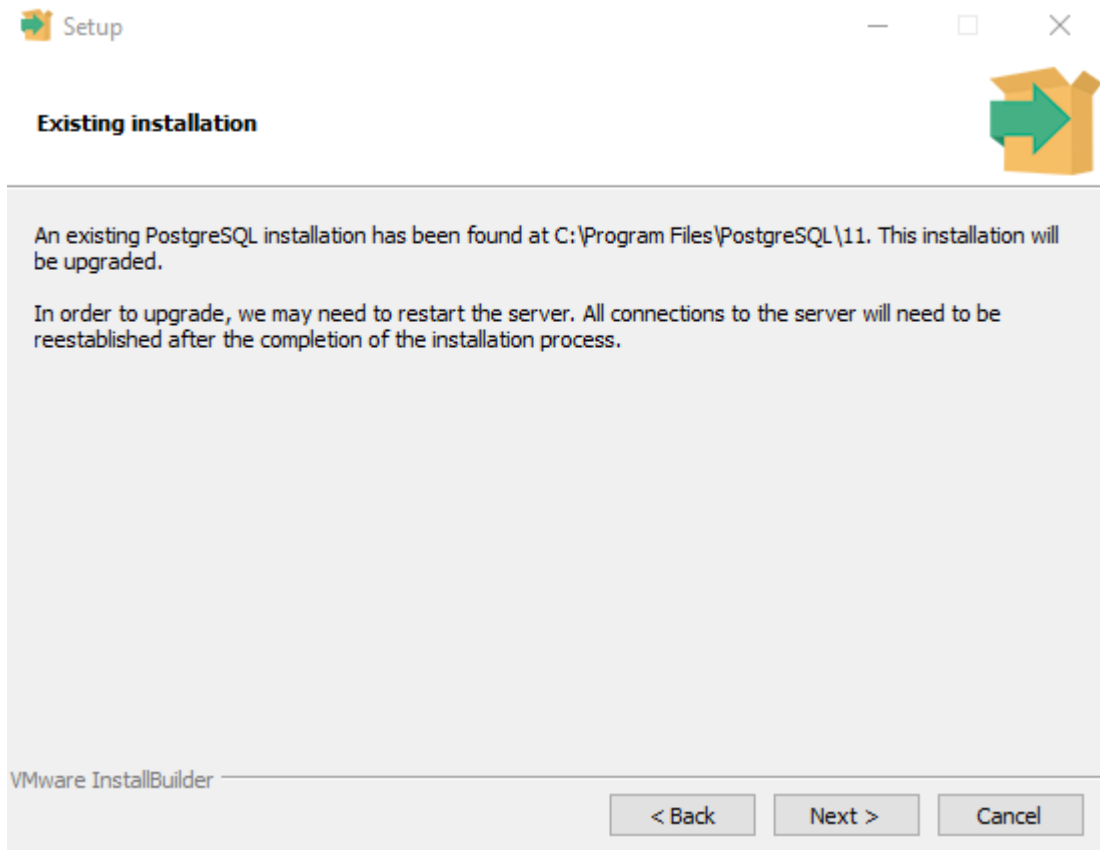 Setup
Existing installation
An existing PostgreSQL installation has been found at C:\Program Files\PostgreSQL\11. This installation will
be upgraded.
In order to upgrade, we may need to restart the server. All connections to the server will need to be
reestablished after the completion of the installation process.
VMware InstallBuilder
< Back
Next >
Cancel